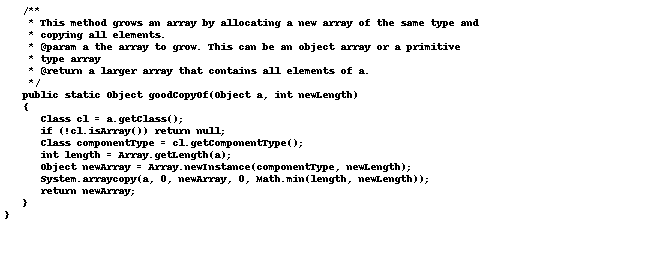 /**
* This method grows an array by allocating a new array of the same type and
* copying all elements.
* @param a the array to grow. This can be an object array or a primitive
* type array
* @return a larger array that contains all elements of a.
*/
public static Object goodCopyOf(Object a, int newLength)
{
Class cl = a.getClass();
if (!cl.isArray()) return null;
Class componentType = cl.getComponentType();
int length = Array.getLength(a);
Object newArray = Array.newInstance(componentType, newLength);
System.arraycopy(a, 0, newArray, 0, Math.min(length, newLength));
return newArray;
}
}